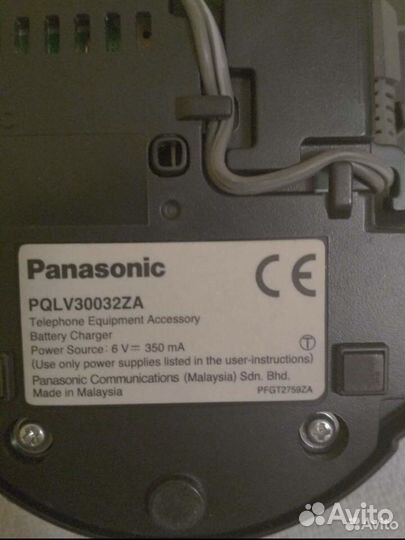 Panasonic
CE
PQLV30032ZA
Telephone Equipment Accessory
Battery Charger
Power Source: 6 V⎓ 350 mA
(Use only power supplies listed in the user-instructions)
Panasonic Communications (Malaysia) Sdn. Bhd.
Made in Malaysia
PFGT2759ZA
T
Avito
Avito